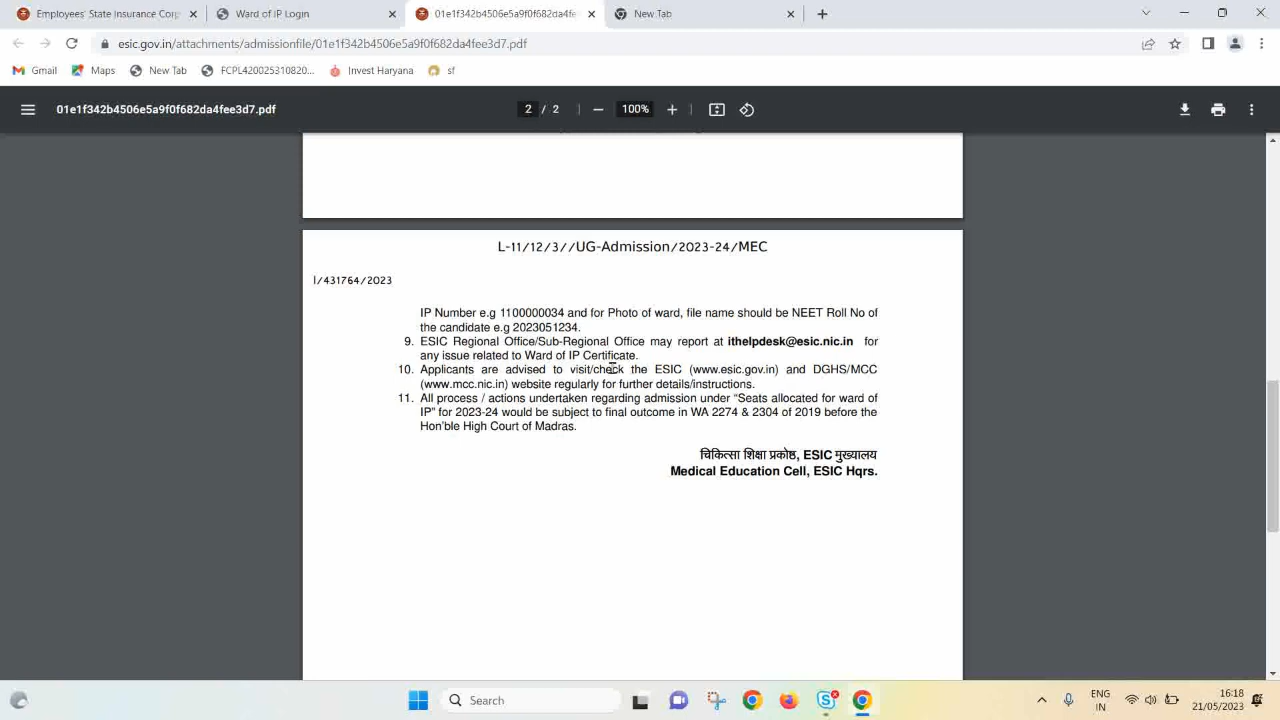 Employees' State Insurance Corp
Ward of IP Login
01e1f342b4506e5a9f0f682da4fe
New Tab
esic.gov.in/attachments/admissionfile/01e1f342b4506e5a9f0f682da4fee3d7.pdf
Gmail
Maps
New Tab
FCPL420025310820...
Invest Haryana
sf
01e1f342b4506e5a9f0f682da4fee3d7.pdf
2 / 2
100%
L-11/12/3//UG-Admission/2023-24/MEC
I/431764/2023
IP Number e.g 1100000034 and for Photo of ward, file name should be NEET Roll No of
the candidate e.g 2023051234.
9. ESIC Regional Office/Sub-Regional Office may report at ithelpdesk@esic.nic.in for
any issue related to Ward of IP Certificate.
10. Applicants are advised to visit/check the ESIC (www.esic.gov.in) and DGHS/MCC
(www.mcc.nic.in) website regularly for further details/instructions.
11. All process / actions undertaken regarding admission under “Seats allocated for ward of
IP” for 2023-24 would be subject to final outcome in WA 2274 & 2304 of 2019 before the
Hon’ble High Court of Madras.
चिकित्सा शिक्षा प्रकोष्ठ, ESIC मुख्यालय
Medical Education Cell, ESIC Hqrs.
Search
ENG
IN
16:18
21/05/2023